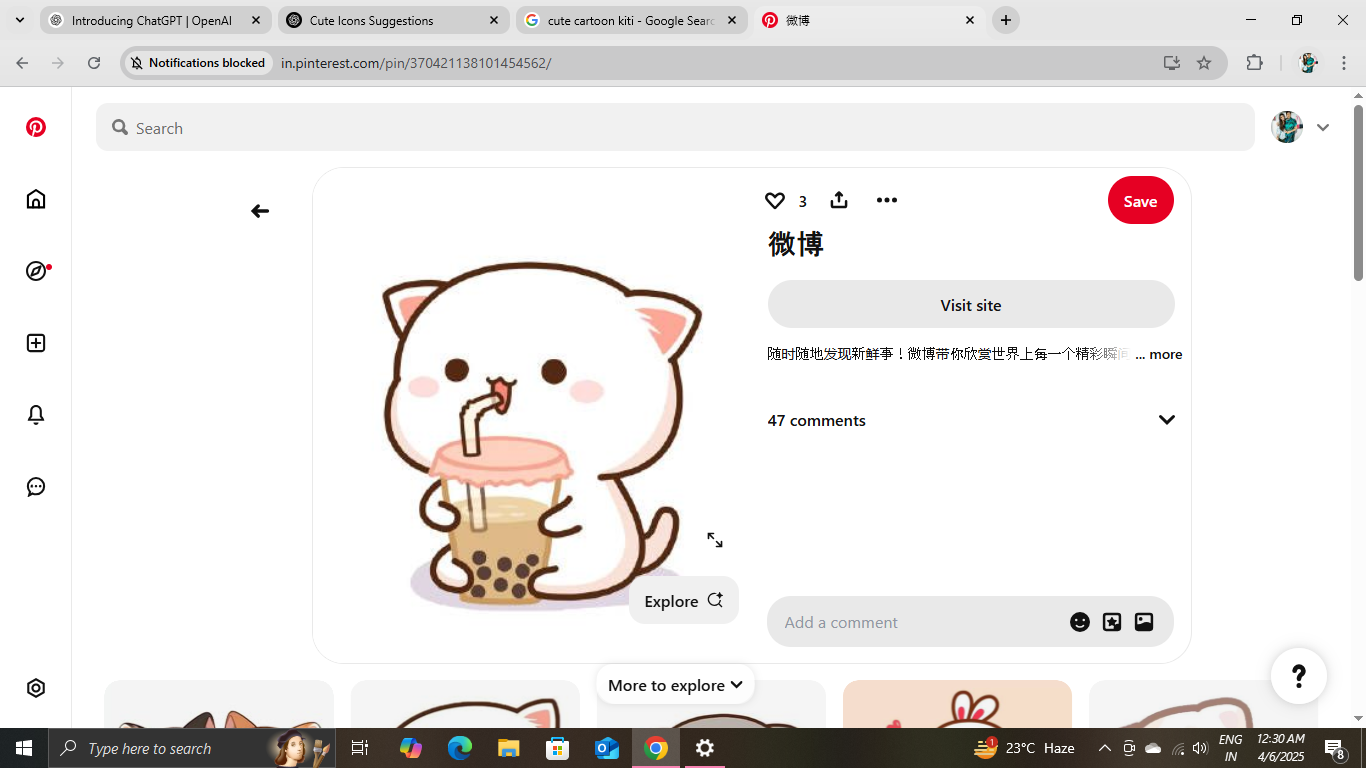 Introducing ChatGPT | OpenAI
Cute Icons Suggestions
cute cartoon kiti - Google Searc
微博
Notifications blocked
in.pinterest.com/pin/370421138101454562/
Search
3
Save
微博
Visit site
随时随地发现新鲜事！微博带你欣赏世界上每一个精彩瞬间 ... more
47 comments
Explore
Add a comment
More to explore
?
Type here to search
1
23°C Haze
ENG
IN
12:30 AM
4/6/2025
8